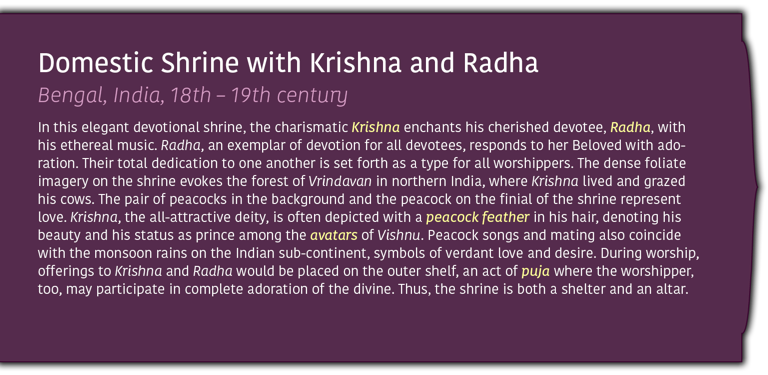 Domestic Shrine with Krishna and Radha
Bengal, India, 18th – 19th century
In this elegant devotional shrine, the charismatic Krishna enchants his cherished devotee, Radha, with
his ethereal music. Radha, an exemplar of devotion for all devotees, responds to her Beloved with ado-
ration. Their total dedication to one another is set forth as a type for all worshippers. The dense foliate
imagery on the shrine evokes the forest of Vrindavan in northern India, where Krishna lived and grazed
his cows. The pair of peacocks in the background and the peacock on the finial of the shrine represent
love. Krishna, the all-attractive deity, is often depicted with a peacock feather in his hair, denoting his
beauty and his status as prince among the avatars of Vishnu. Peacock songs and mating also coincide
with the monsoon rains on the Indian sub-continent, symbols of verdant love and desire. During worship,
offerings to Krishna and Radha would be placed on the outer shelf, an act of puja where the worshipper,
too, may participate in complete adoration of the divine. Thus, the shrine is both a shelter and an altar.